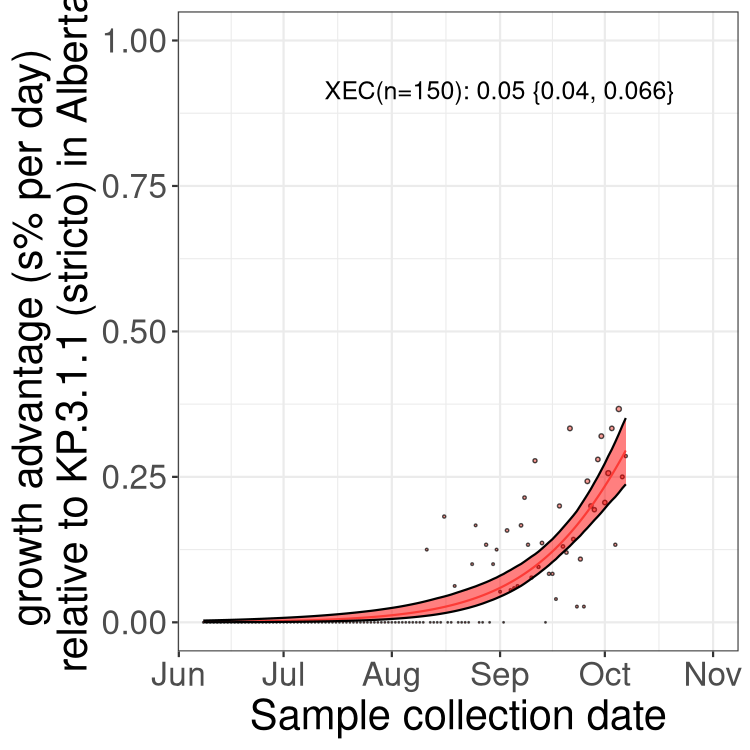 growth advantage (s% per day)
relative to KP.3.1.1 (stricto) in Alberta
1.00
0.75
0.50
0.25
0.00
XEC(n=150): 0.05 {0.04, 0.066}
Jun Jul Aug Sep Oct Nov
Sample collection date